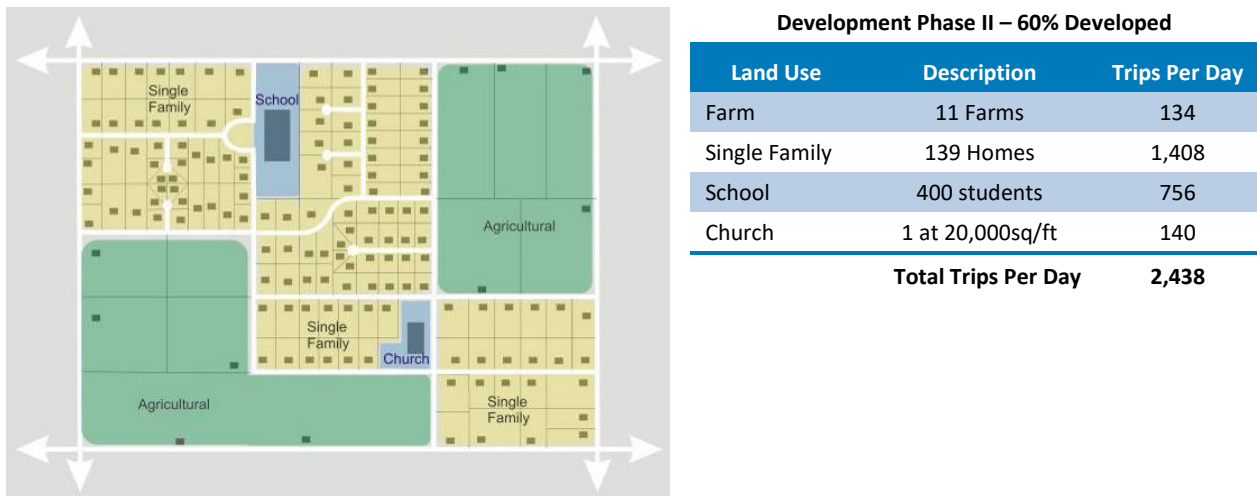 Single
Family
School
Agricultural
Single
Family
Church
Agricultural
Single
Family
Development Phase II – 60% Developed
Land Use Description Trips Per Day
Farm 11 Farms 134
Single Family 139 Homes 1,408
School 400 students 756
Church 1 at 20,000sq/ft 140
Total Trips Per Day 2,438